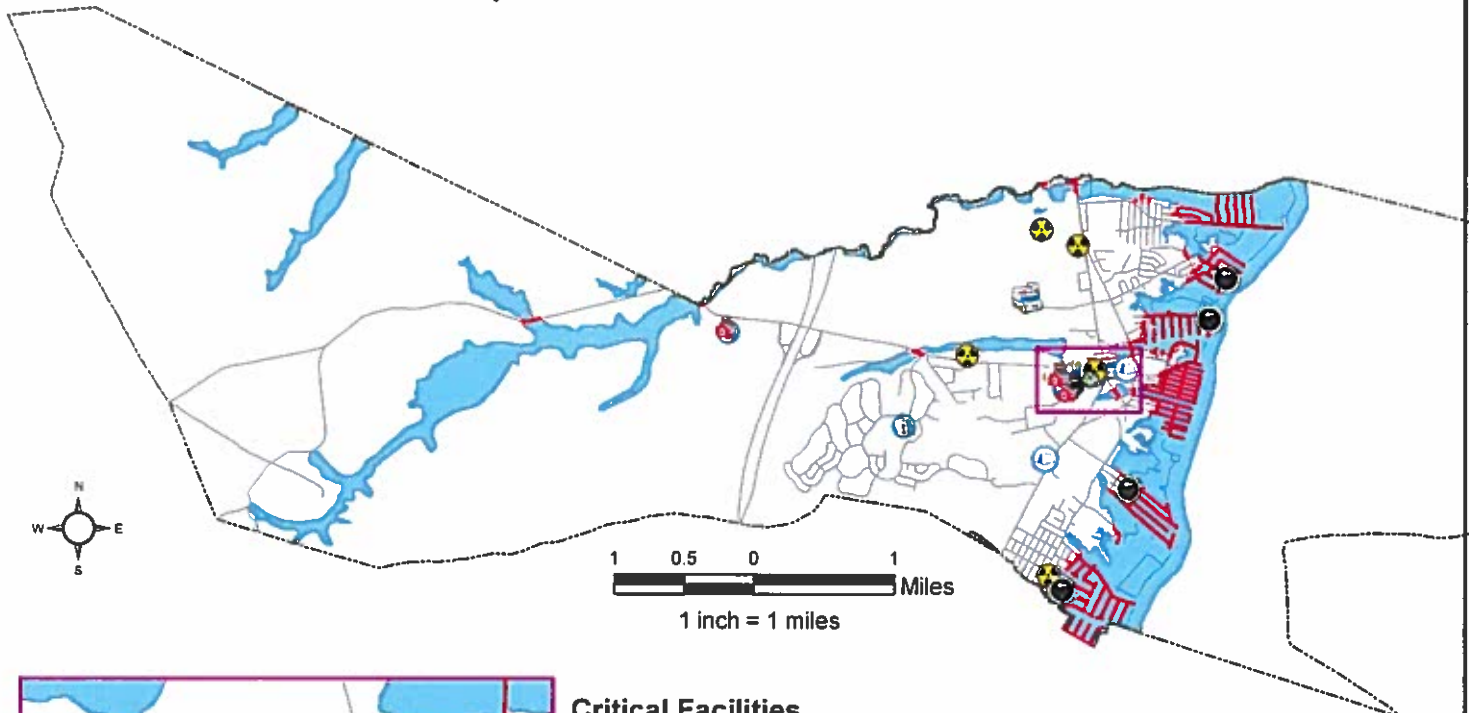 N
W E
S
1 0.5 0 1
Miles
1 inch = 1 miles
Critical Facilities